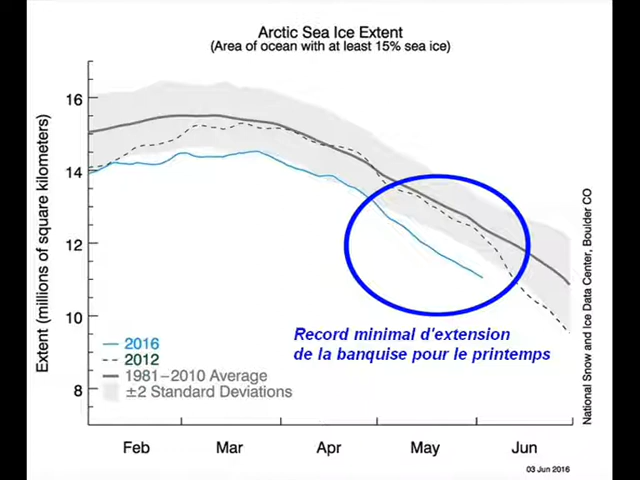 Arctic Sea Ice Extent
(Area of ocean with at least 15% sea ice)
Extent (millions of square kilometers)
16
14
12
10
8
Record minimal d'extension
de la banquise pour le printemps
2016
2012
1981−2010 Average
±2 Standard Deviations
Feb Mar Apr May Jun
National Snow and Ice Data Center, Boulder CO
03 Jun 2016